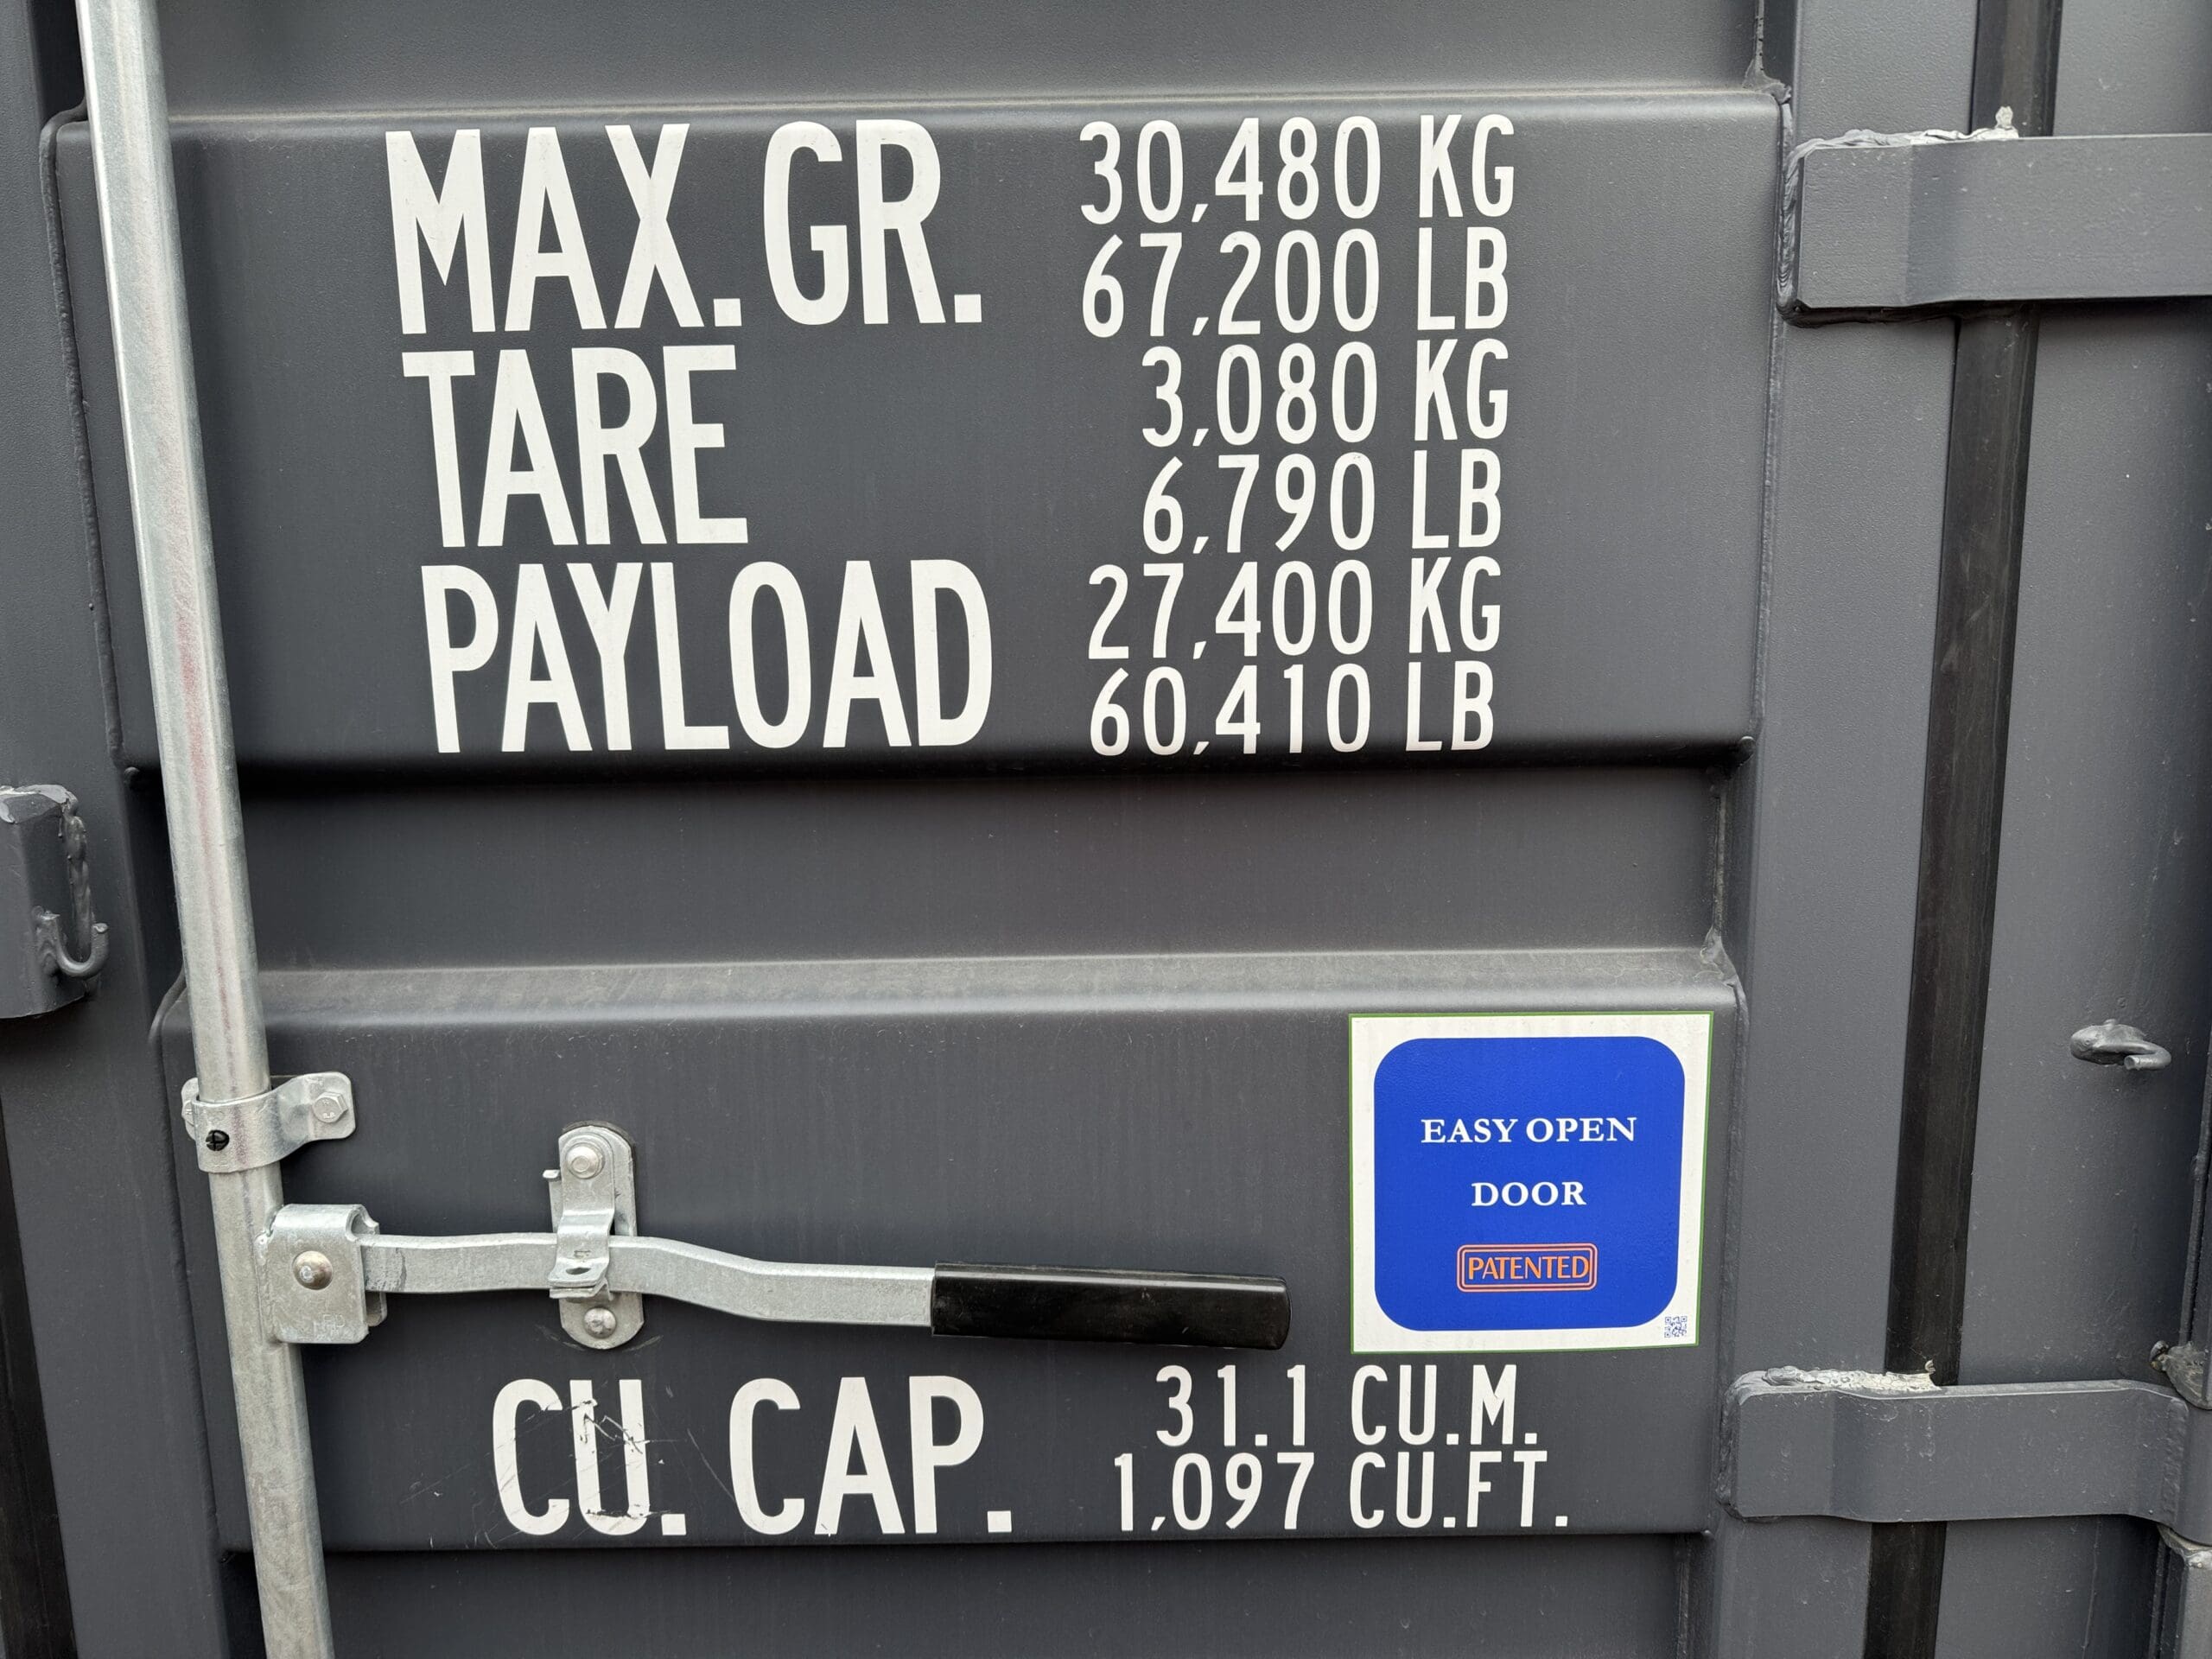 MAX. GR. 30,480 KG
67,200 LB
TARE 3,080 KG
6,790 LB
PAYLOAD 27,400 KG
60,410 LB
EASY OPEN
DOOR
PATENTED
CU. CAP. 31.1 CU.M.
1,097 CU.FT.